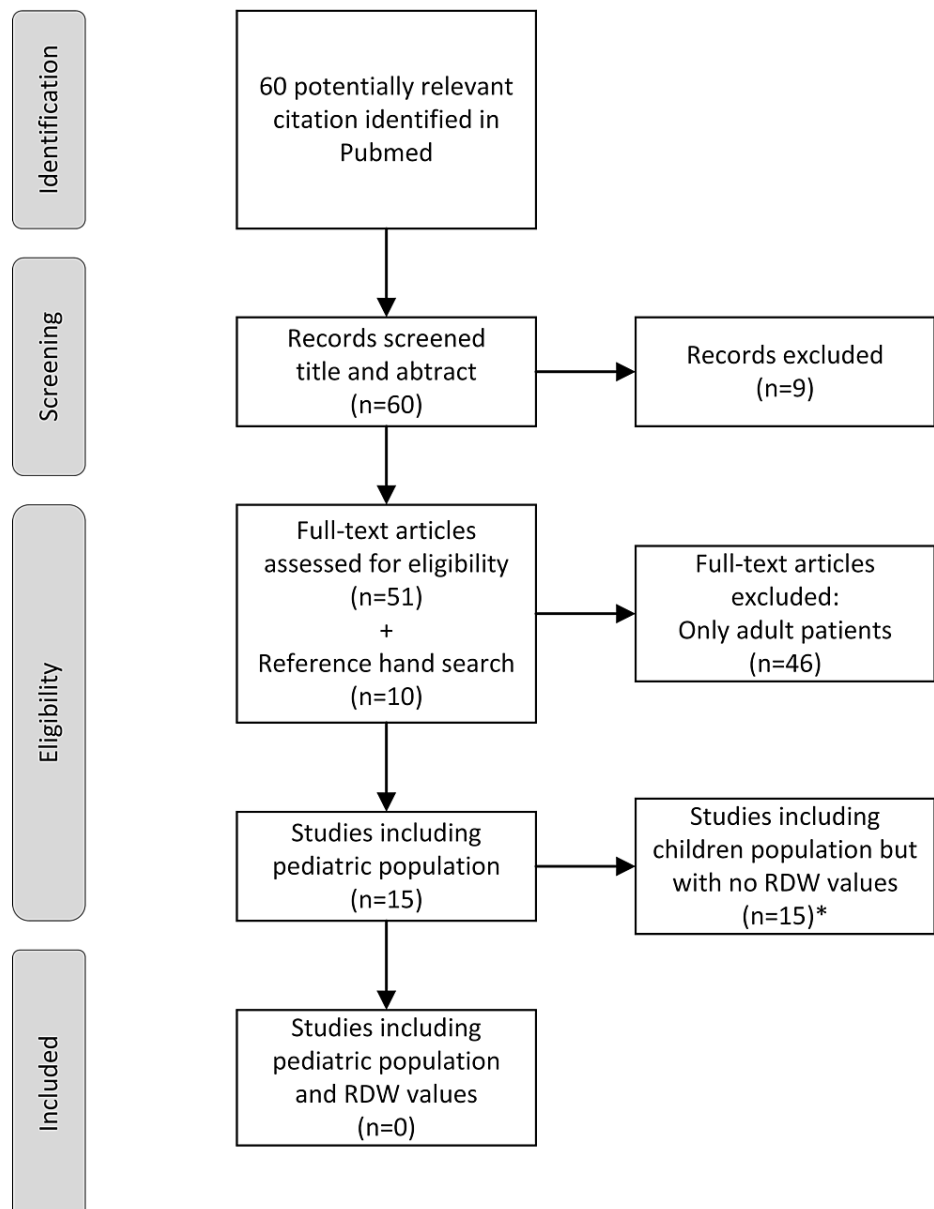 Identification
60 potentially relevant
citation identified in
Pubmed
Screening
Records screened
title and abtract
(n=60)
Records excluded
(n=9)
Eligibility
Full-text articles
assessed for eligibility
(n=51)
+
Reference hand search
(n=10)
Full-text articles
excluded:
Only adult patients
(n=46)
Studies including
pediatric population
(n=15)
Studies including
children population but
with no RDW values
(n=15)*
Included
Studies including
pediatric population
and RDW values
(n=0)